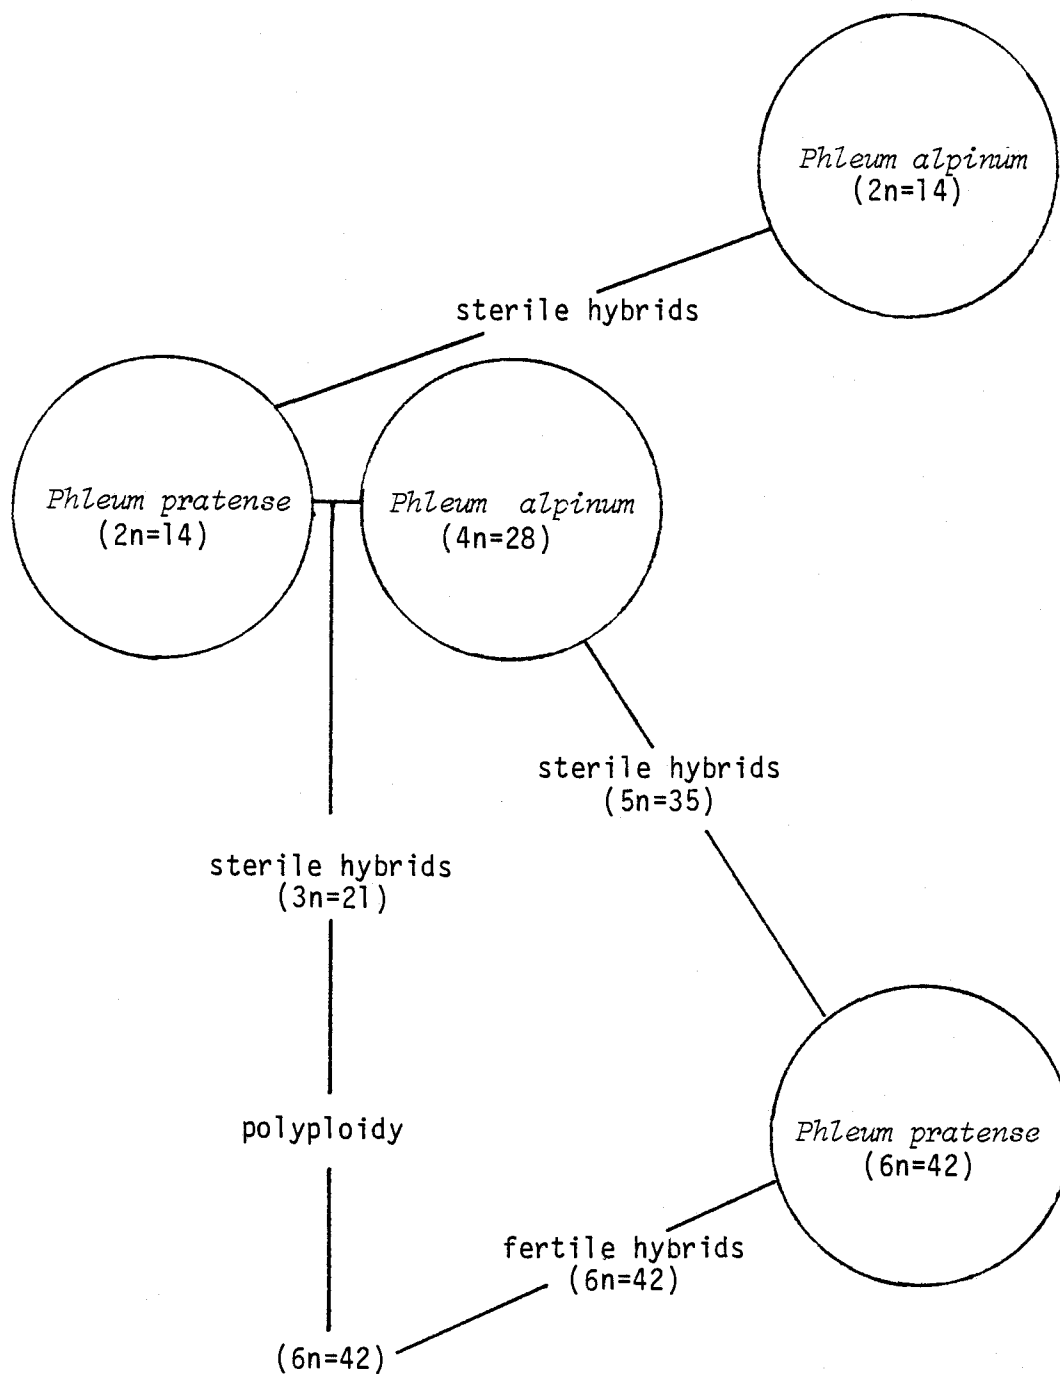 Phleum alpinum
(2n=14)
sterile hybrids
Phleum pratense
(2n=14)
Phleum alpinum
(4n=28)
sterile hybrids
(5n=35)
sterile hybrids
(3n=21)
polyploidy
Phleum pratense
(6n=42)
fertile hybrids
(6n=42)
(6n=42)